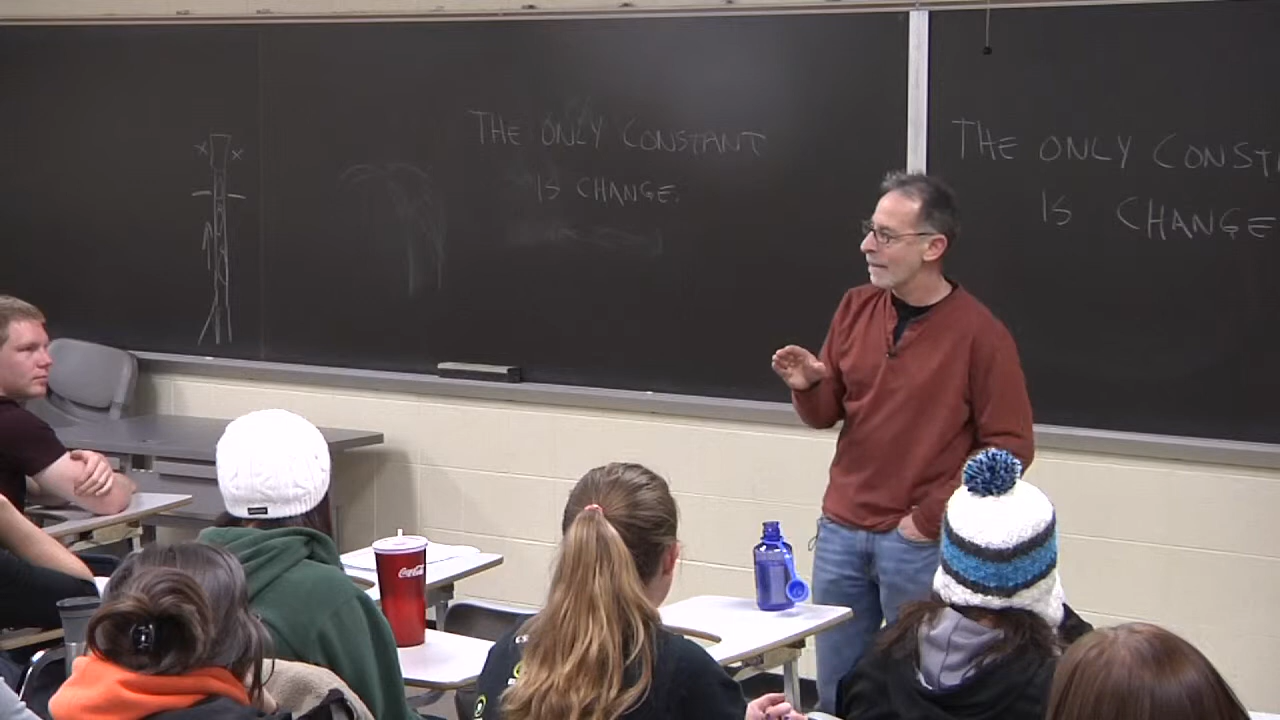 THE ONLY CONSTANT
IS CHANGE.
THE ONLY CONST
IS CHANGE
Coca-Cola